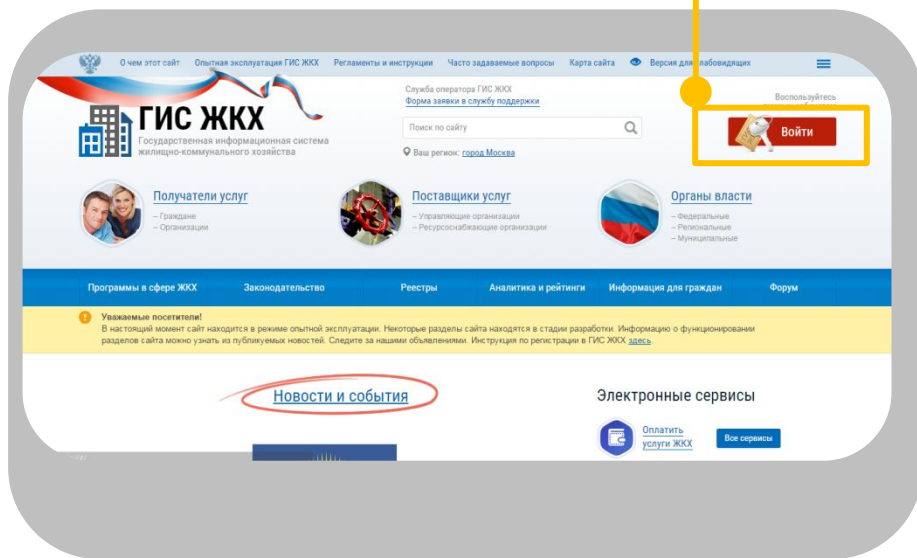 О чем этот сайт Опытная эксплуатация ГИС ЖКХ Регламенты и инструкции Часто задаваемые вопросы Карта сайта Версия для слабовидящих
Служба оператора ГИС ЖКХ
Форма заявки в службу поддержки
Воспользуйтесь
ГИС ЖКХ
Государственная информационная система
жилищно-коммунального хозяйства
Поиск по сайту
Ваш регион: город Москва
Войти
Получатели услуг
– Граждане
– Организации
Поставщики услуг
– Управляющие организации
– Ресурсоснабжающие организации
Органы власти
– Федеральные
– Региональные
– Муниципальные
Программы в сфере ЖКХ Законодательство Реестры Аналитика и рейтинги Информация для граждан Форум
Уважаемые посетители!
В настоящий момент сайт находится в режиме опытной эксплуатации. Некоторые разделы сайта находятся в стадии разработки. Информацию о функционировании
разделов сайта можно узнать из публикуемых новостей. Следите за нашими объявлениями. Инструкция по регистрации в ГИС ЖКХ здесь.
Новости и события
Электронные сервисы
Оплатить
услуги ЖКХ
Все сервисы